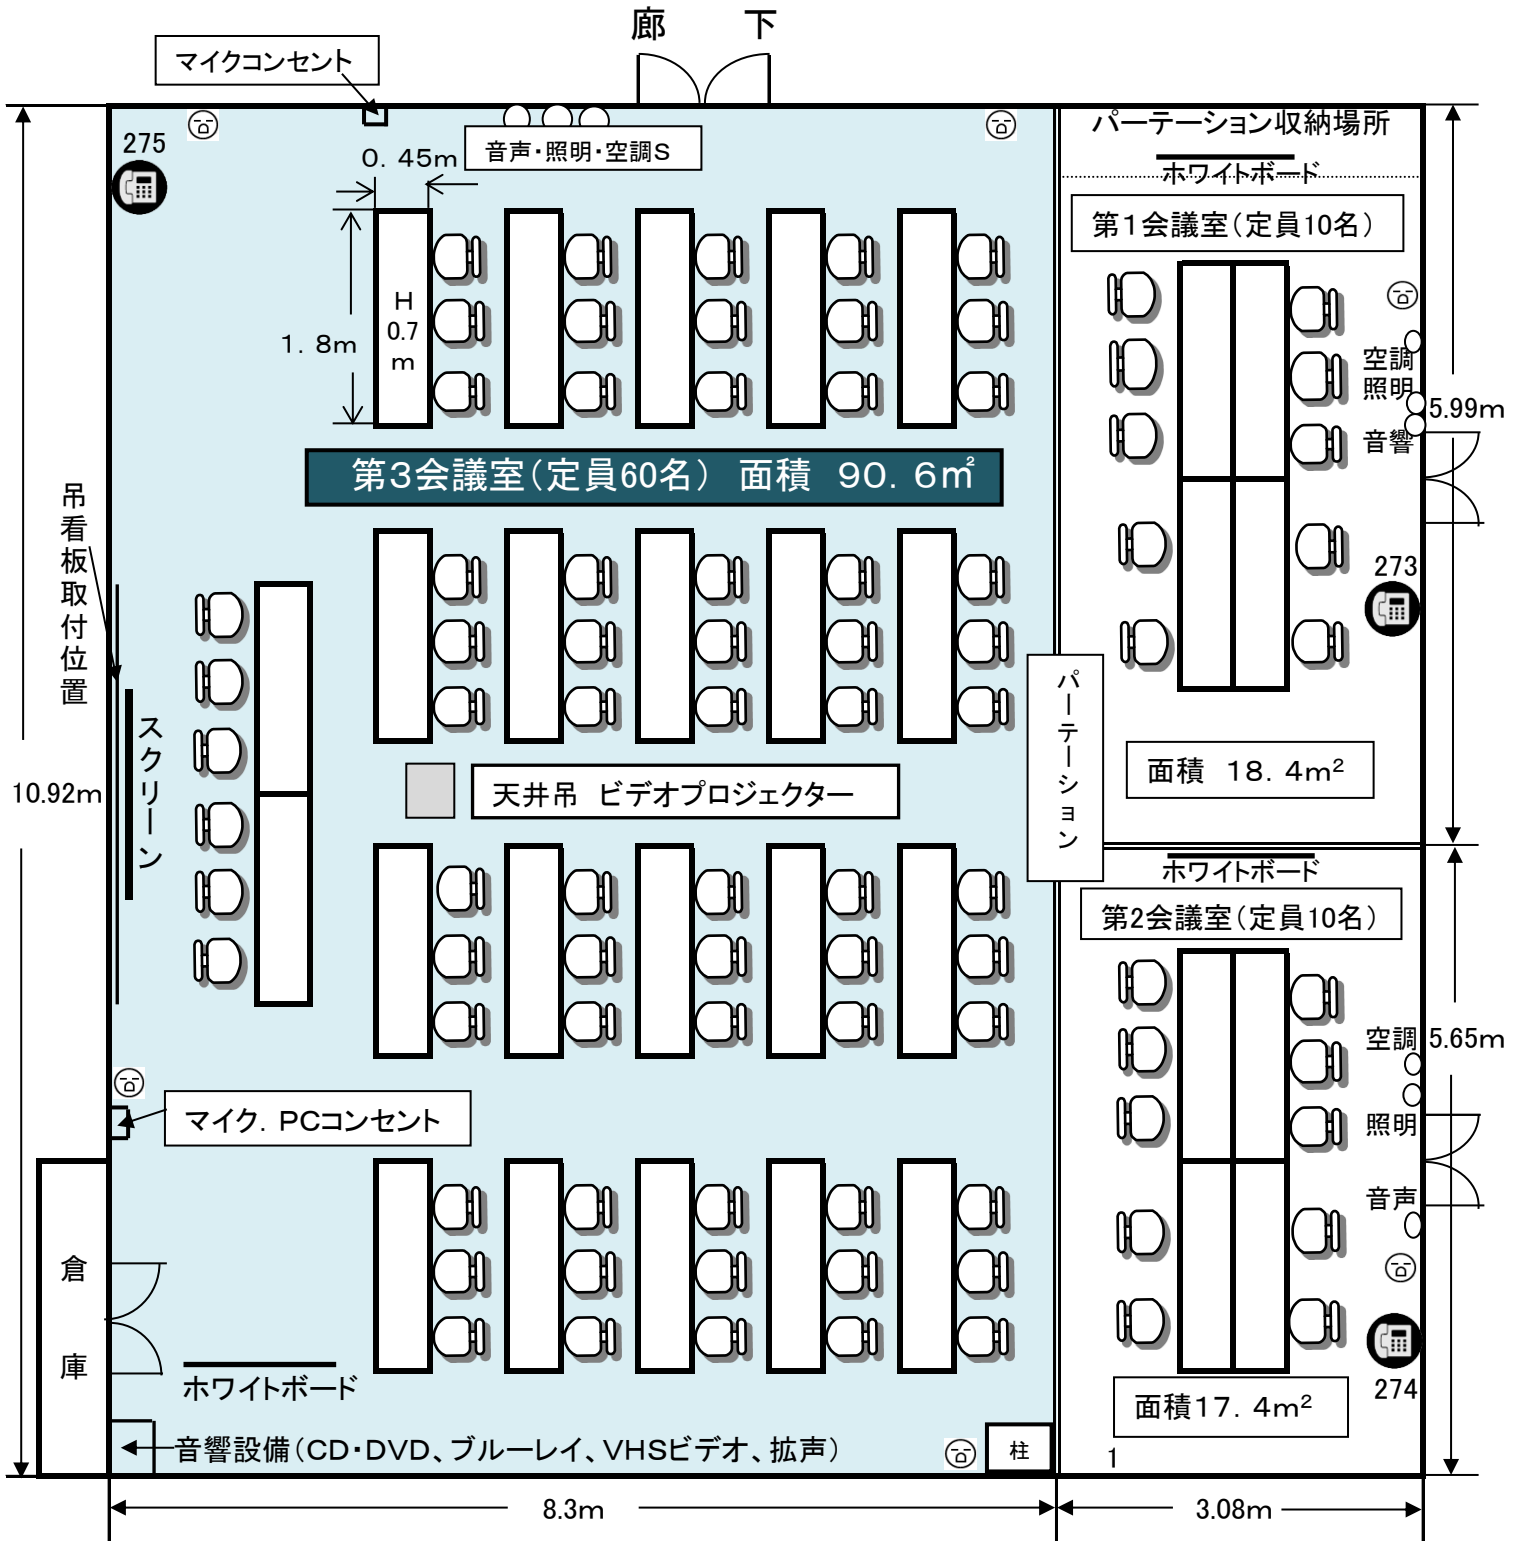 廊 下
マイクコンセント
275
音声・照明・空調S
0．45m
1．8m
H
0.7
m
パーテーション収納場所
ホワイトボード
第1会議室（定員10名）
空調
照明
音響
5.99m
273
第3会議室（定員60名） 面積 90．6㎡
吊看板取付位置
スクリーン
10.92m
天井吊 ビデオプロジェクター
パーテーション
面積 18．4m²
ホワイトボード
第2会議室（定員10名）
空調
5.65m
照明
音声
274
面積17．4m²
1
マイク．PCコンセント
倉庫
ホワイトボード
音響設備（CD・DVD、ブルーレイ、VHSビデオ、拡声）
柱
8.3m
3.08m